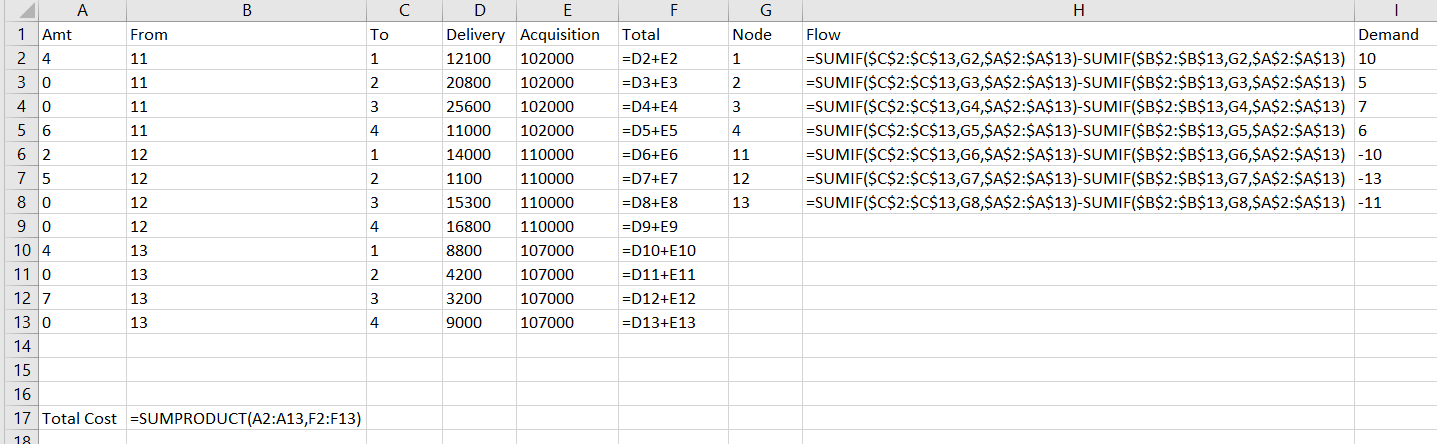 A B C D E F G H I
1 Amt From To Delivery Acquisition Total Node Flow Demand
2 4 11 1 12100 102000 =D2+E2 1 =SUMIF($C$2:$C$13,G2,$A$2:$A$13)-SUMIF($B$2:$B$13,G2,$A$2:$A$13) 10
3 0 11 2 20800 102000 =D3+E3 2 =SUMIF($C$2:$C$13,G3,$A$2:$A$13)-SUMIF($B$2:$B$13,G3,$A$2:$A$13) 5
4 0 11 3 25600 102000 =D4+E4 3 =SUMIF($C$2:$C$13,G4,$A$2:$A$13)-SUMIF($B$2:$B$13,G4,$A$2:$A$13) 7
5 6 11 4 11000 102000 =D5+E5 4 =SUMIF($C$2:$C$13,G5,$A$2:$A$13)-SUMIF($B$2:$B$13,G5,$A$2:$A$13) 6
6 2 12 1 14000 110000 =D6+E6 11 =SUMIF($C$2:$C$13,G6,$A$2:$A$13)-SUMIF($B$2:$B$13,G6,$A$2:$A$13) -10
7 5 12 2 1100 110000 =D7+E7 12 =SUMIF($C$2:$C$13,G7,$A$2:$A$13)-SUMIF($B$2:$B$13,G7,$A$2:$A$13) -13
8 0 12 3 15300 110000 =D8+E8 13 =SUMIF($C$2:$C$13,G8,$A$2:$A$13)-SUMIF($B$2:$B$13,G8,$A$2:$A$13) -11
9 0 12 4 16800 110000 =D9+E9
10 4 13 1 8800 107000 =D10+E10
11 0 13 2 4200 107000 =D11+E11
12 7 13 3 3200 107000 =D12+E12
13 0 13 4 9000 107000 =D13+E13
14
15
16
17 Total Cost =SUMPRODUCT(A2:A13,F2:F13)
18